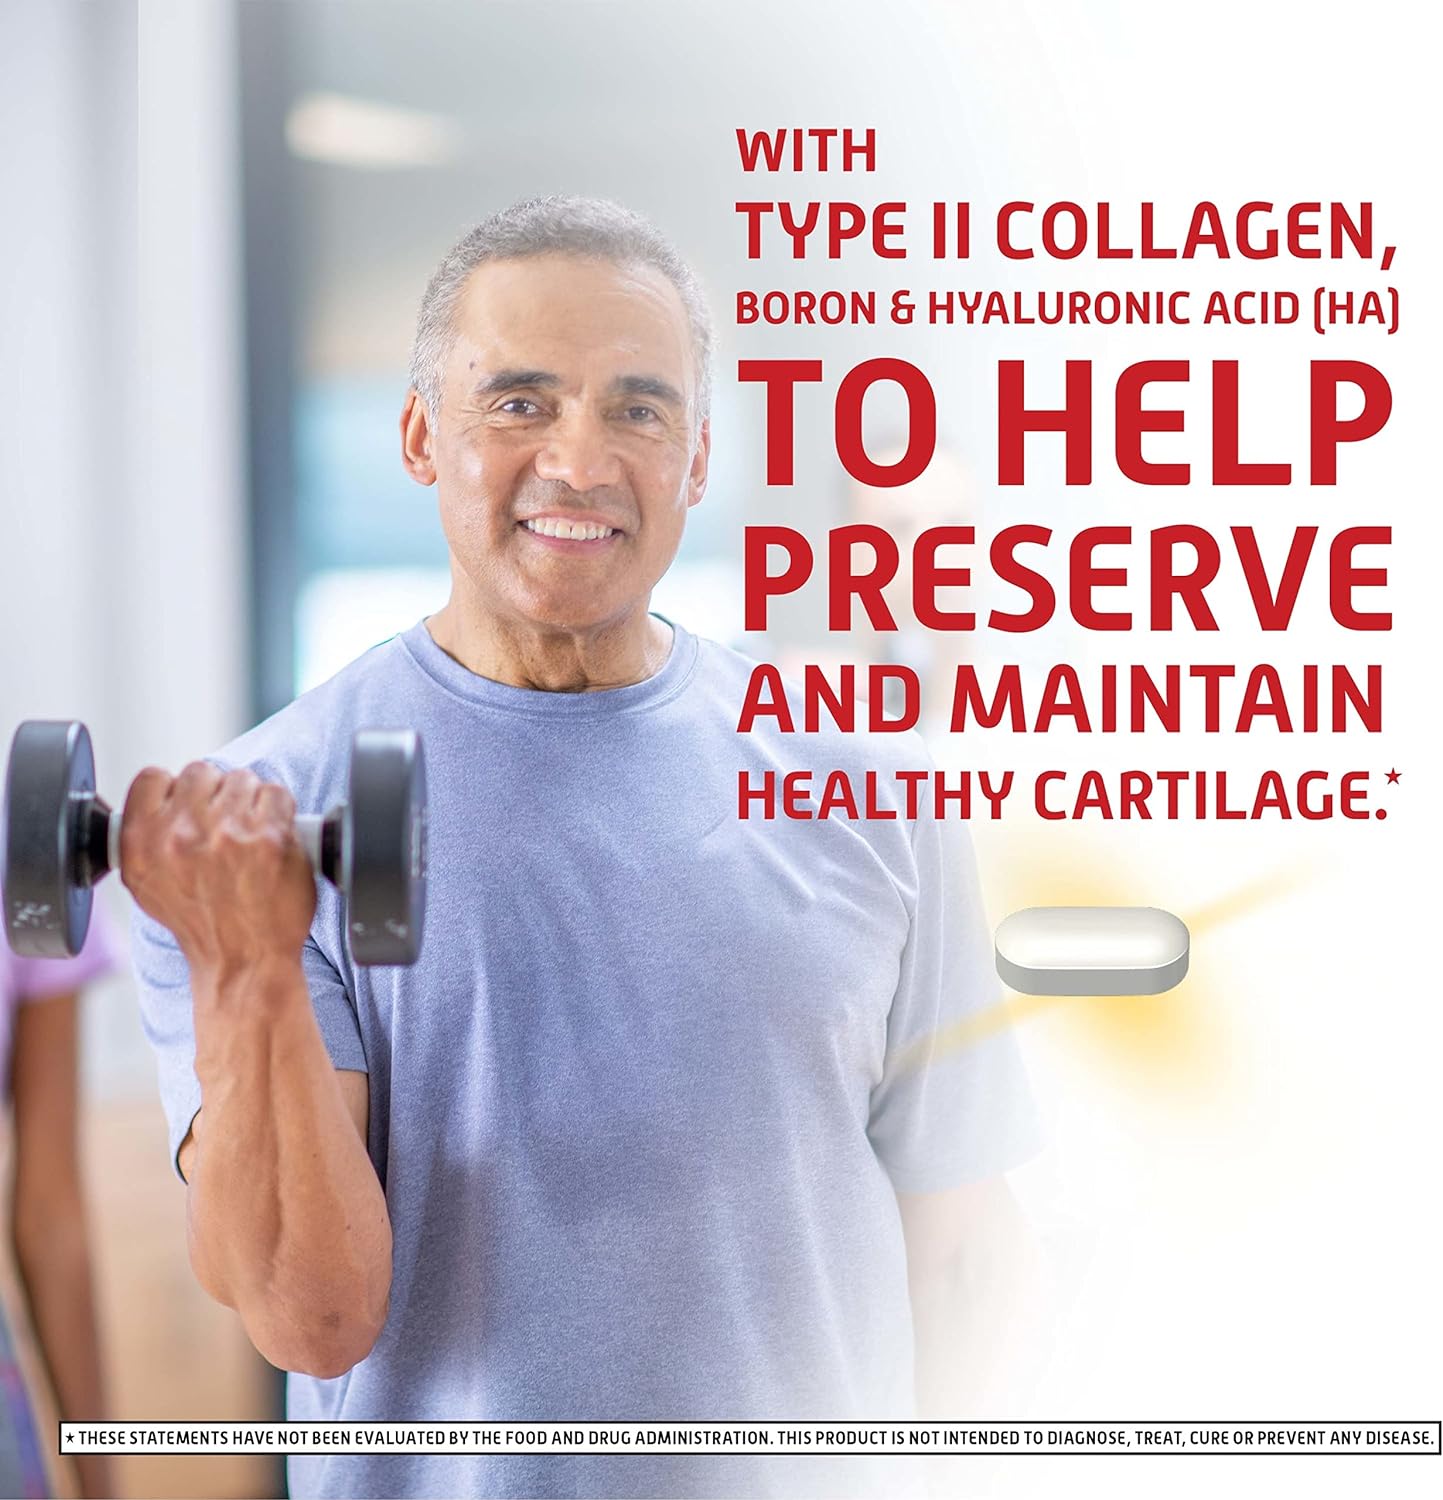 WITH
TYPE II COLLAGEN,
BORON & HYALURONIC ACID (HA)
TO HELP
PRESERVE
AND MAINTAIN
HEALTHY CARTILAGE.★
★ THESE STATEMENTS HAVE NOT BEEN EVALUATED BY THE FOOD AND DRUG ADMINISTRATION. THIS PRODUCT IS NOT INTENDED TO DIAGNOSE, TREAT, CURE OR PREVENT ANY DISEASE.